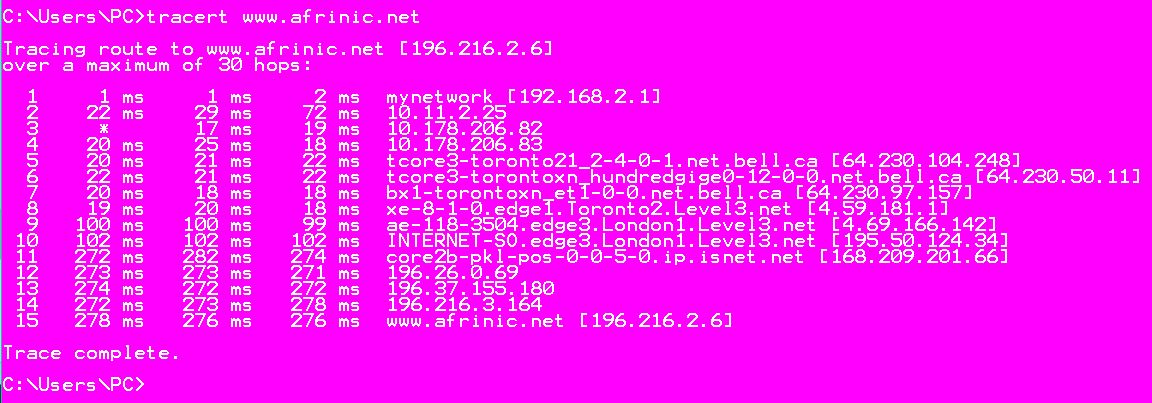 C:\Users\PC>tracert www.afrinic.net
Tracing route to www.afrinic.net [196.216.2.6]
over a maximum of 30 hops:
1 1 ms 1 ms 2 ms mynetwork [192.168.2.1]
2 22 ms 29 ms 72 ms 10.11.2.25
3 * 17 ms 19 ms 10.178.206.82
4 20 ms 25 ms 18 ms 10.178.206.83
5 20 ms 21 ms 22 ms tcore3-toronto21_2-4-0-1.net.bell.ca [64.230.104.248]
6 22 ms 21 ms 22 ms tcore3-torontoxn_hundredgige0-12-0-0.net.bell.ca [64.230.50.11]
7 20 ms 18 ms 18 ms bx1-torontoxn_et1-0-0.net.bell.ca [64.230.97.157]
8 19 ms 20 ms 18 ms xe-8-1-0.edge1.Toronto2.Level3.net [4.59.181.1]
9 100 ms 100 ms 99 ms ae-118-3504.edge3.London1.Level3.net [4.69.166.142]
10 102 ms 102 ms 102 ms INTERNET-SO.edge3.London1.Level3.net [195.50.124.34]
11 272 ms 282 ms 274 ms core2b-pkl-pos-0-0-5-0.ip.isnet.net [168.209.201.66]
12 273 ms 273 ms 271 ms 196.26.0.69
13 274 ms 272 ms 272 ms 196.37.155.180
14 272 ms 273 ms 278 ms 196.216.3.164
15 278 ms 276 ms 276 ms www.afrinic.net [196.216.2.6]
Trace complete.
C:\Users\PC>